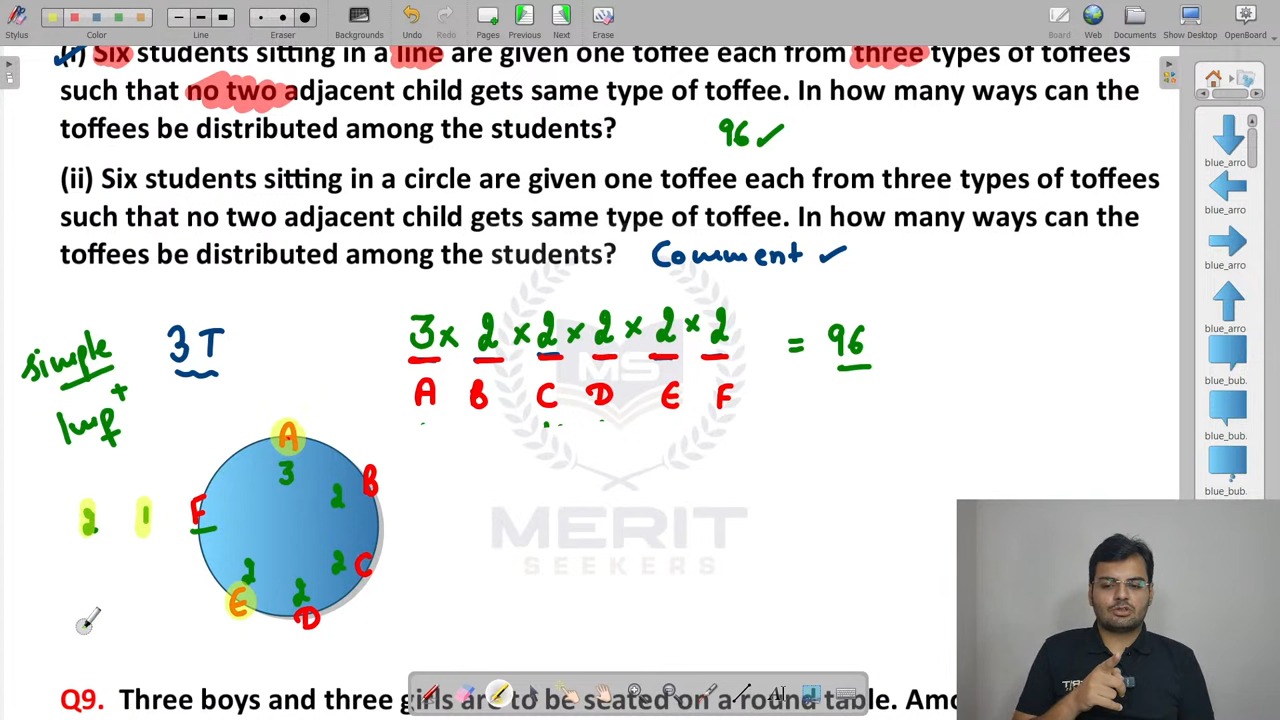 Stylus Color Line Eraser Backgrounds Undo Redo Pages Previous Next Erase Board Web Documents Show Desktop OpenBoard
(i) Six students sitting in a line are given one toffee each from three types of toffees
such that no two adjacent child gets same type of toffee. In how many ways can the
toffees be distributed among the students? 96 ✓
(ii) Six students sitting in a circle are given one toffee each from three types of toffees
such that no two adjacent child gets same type of toffee. In how many ways can the
toffees be distributed among the students? Comment ✓
simple
+
Imp
3T
3 × 2 × 2 × 2 × 2 × 2 = 96
A B C D E F
A
3
B
2
F
2 1
2 C
2
E
2
D
MS
MERIT
SEEKERS
blue_arro
blue_arro
blue_arro
blue_arro
blue_bub.
blue_bub.
blue_bub.
Q9. Three boys and three girls are to be seated on a round table. Amo